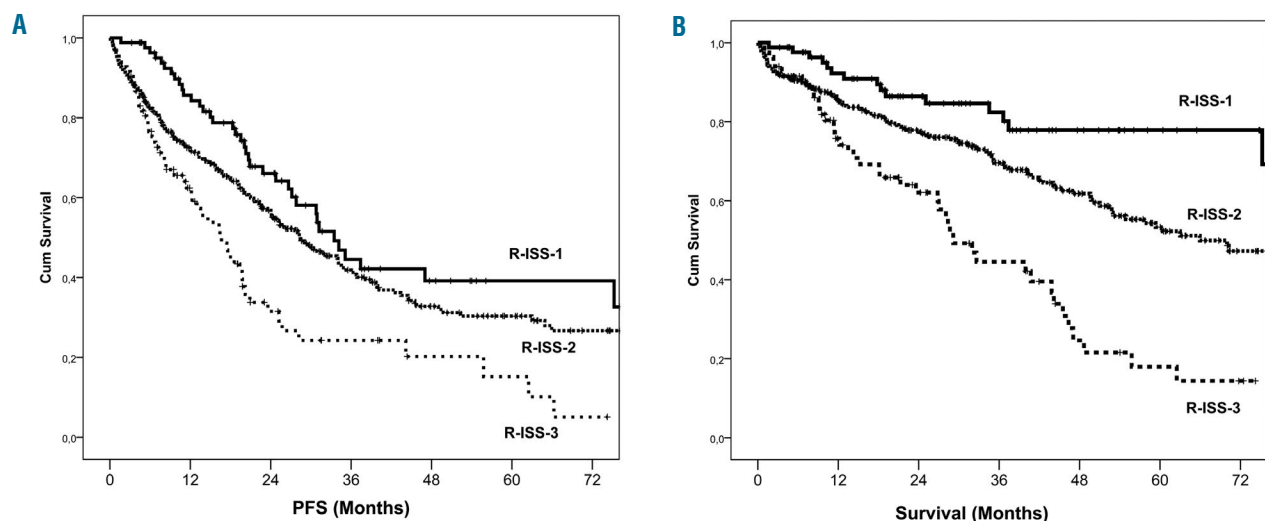 A
1,0
0,8
0,6
0,4
0,2
0,0
Cum Survival
R-ISS-1
R-ISS-2
R-ISS-3
0 12 24 36 48 60 72
PFS (Months)
B
1,0
0,8
0,6
0,4
0,2
0,0
Cum Survival
R-ISS-1
R-ISS-2
R-ISS-3
0 12 24 36 48 60 72
Survival (Months)